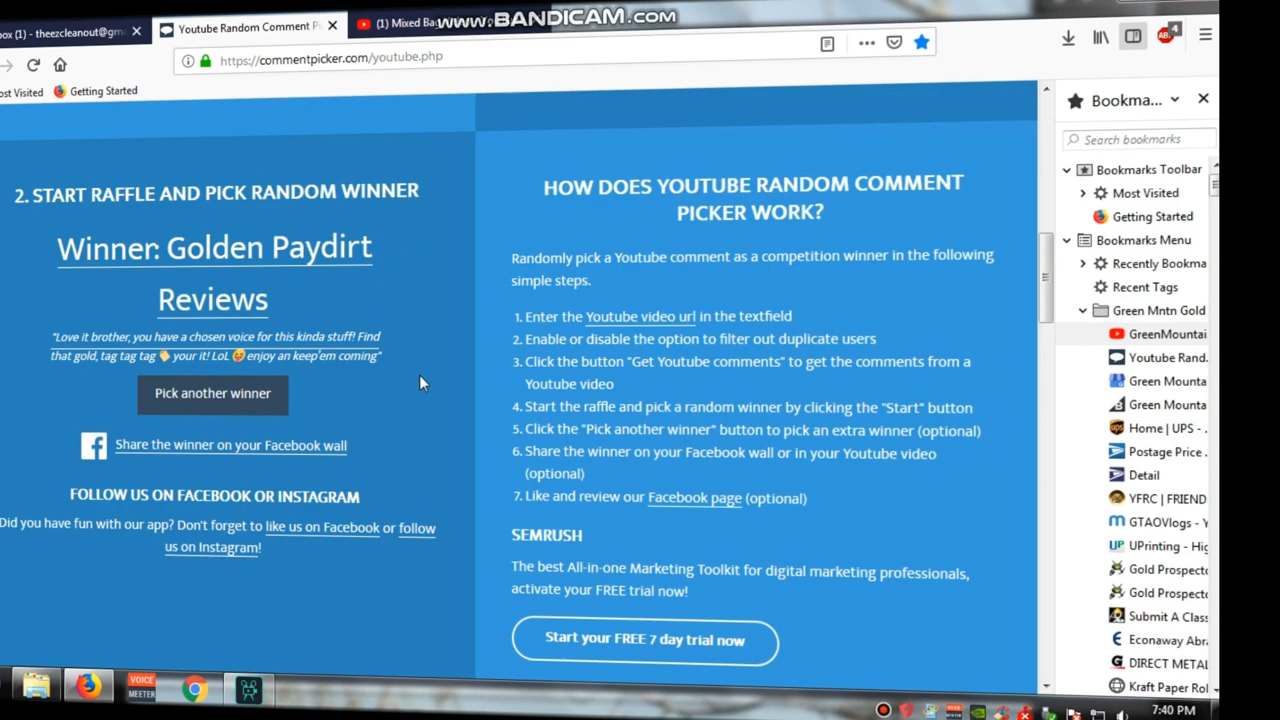 www.BANDICAM.com
box (1) - theezcleanout@gm
Youtube Random Comment P
(1) Mixed Ba
https://commentpicker.com/youtube.php
4
ost Visited
Getting Started
Bookma...
Search bookmarks
Bookmarks Toolbar
Most Visited
Getting Started
Bookmarks Menu
Recently Bookma
Recent Tags
Green Mntn Gold
GreenMountai
Youtube Rand.
Green Mounta
Green Mounta
Home | UPS - .
Postage Price .
Detail
YFRC | FRIEND
GTAOVlogs - Y
UPrinting - Hig
Gold Prospecto
Gold Prospecto
Submit A Class
Econaway Abra
DIRECT METAL
Kraft Paper Rol
2. START RAFFLE AND PICK RANDOM WINNER
Winner: Golden Paydirt
Reviews
"Love it brother, you have a chosen voice for this kinda stuff! Find
that gold, tag tag tag 👋 your it! LoL 🥳 enjoy an keep'em coming"
Pick another winner
Share the winner on your Facebook wall
FOLLOW US ON FACEBOOK OR INSTAGRAM
Did you have fun with our app? Don't forget to like us on Facebook or follow
us on Instagram!
HOW DOES YOUTUBE RANDOM COMMENT
PICKER WORK?
Randomly pick a Youtube comment as a competition winner in the following
simple steps.
1. Enter the Youtube video url in the textfield
2. Enable or disable the option to filter out duplicate users
3. Click the button "Get Youtube comments" to get the comments from a
Youtube video
4. Start the raffle and pick a random winner by clicking the "Start" button
5. Click the "Pick another winner" button to pick an extra winner (optional)
6. Share the winner on your Facebook wall or in your Youtube video
(optional)
7. Like and review our Facebook page (optional)
SEMRUSH
The best All-in-one Marketing Toolkit for digital marketing professionals,
activate your FREE trial now!
Start your FREE 7 day trial now
VOICE
MEETER
7:40 PM